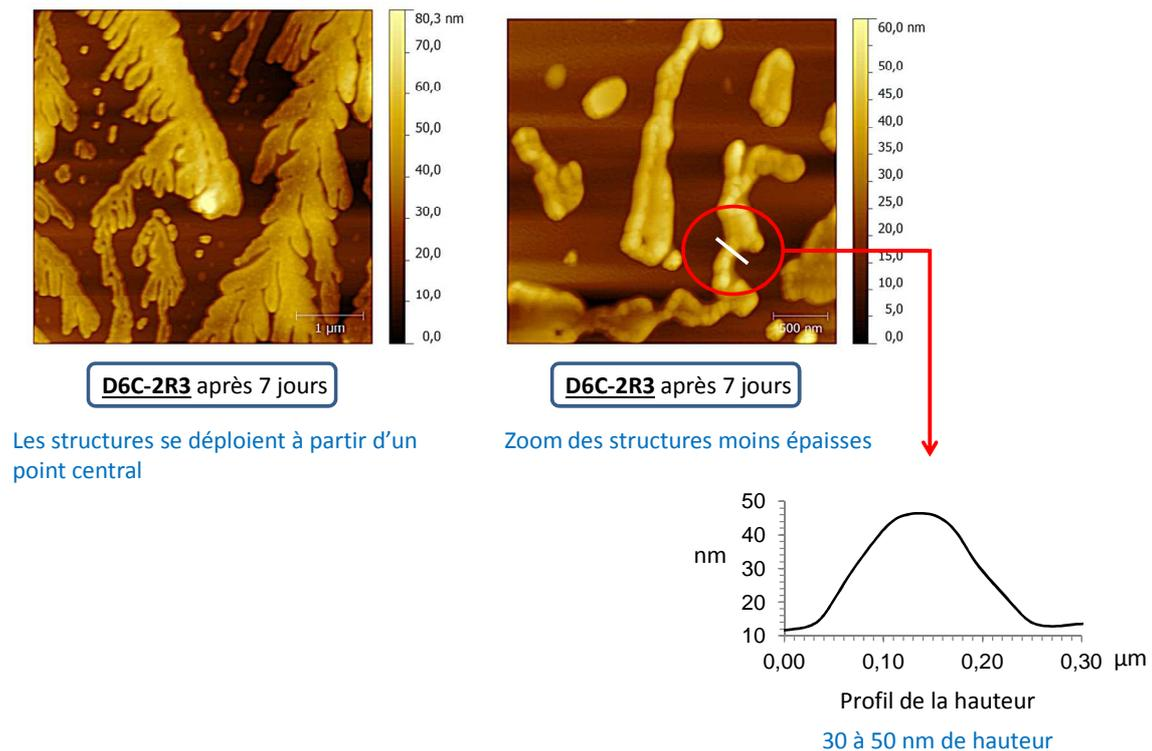 80,3 nm
70,0
60,0
50,0
40,0
30,0
20,0
10,0
0,0
1 µm
60,0 nm
50,0
45,0
40,0
35,0
30,0
25,0
20,0
15,0
10,0
5,0
0,0
500 nm
D6C-2R3 après 7 jours
D6C-2R3 après 7 jours
Les structures se déploient à partir d’un
point central
Zoom des structures moins épaisses
nm
50
40
30
20
10
0,00 0,10 0,20 0,30 µm
Profil de la hauteur
30 à 50 nm de hauteur